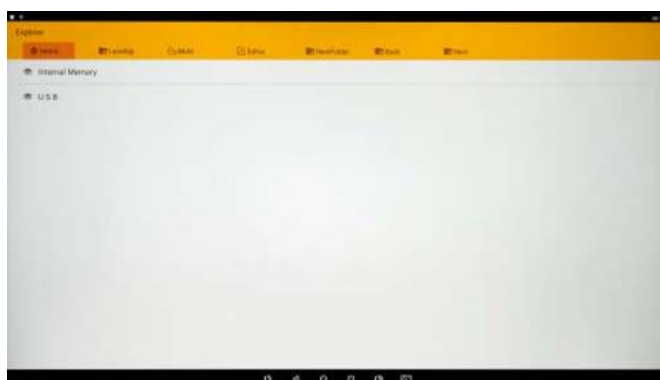 Explorer
Home LevelUp Multi Editor NewFolder Back Next
Internal Memory
USB